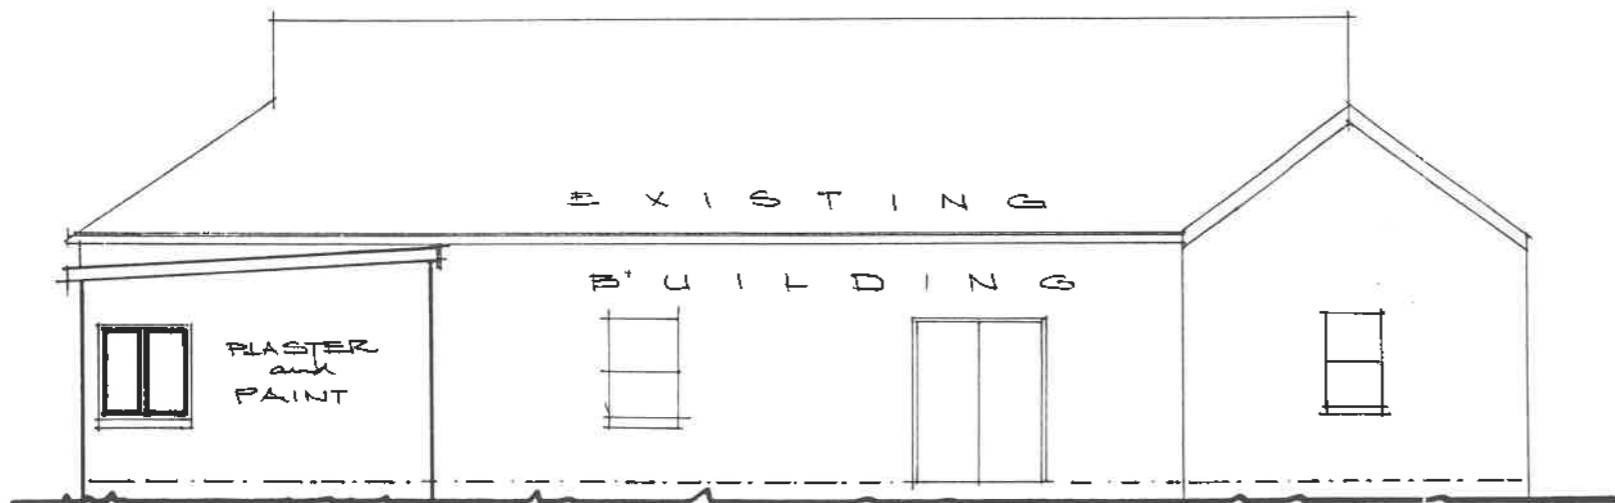 EXISTING
BUILDING
PLASTER
and
PAINT